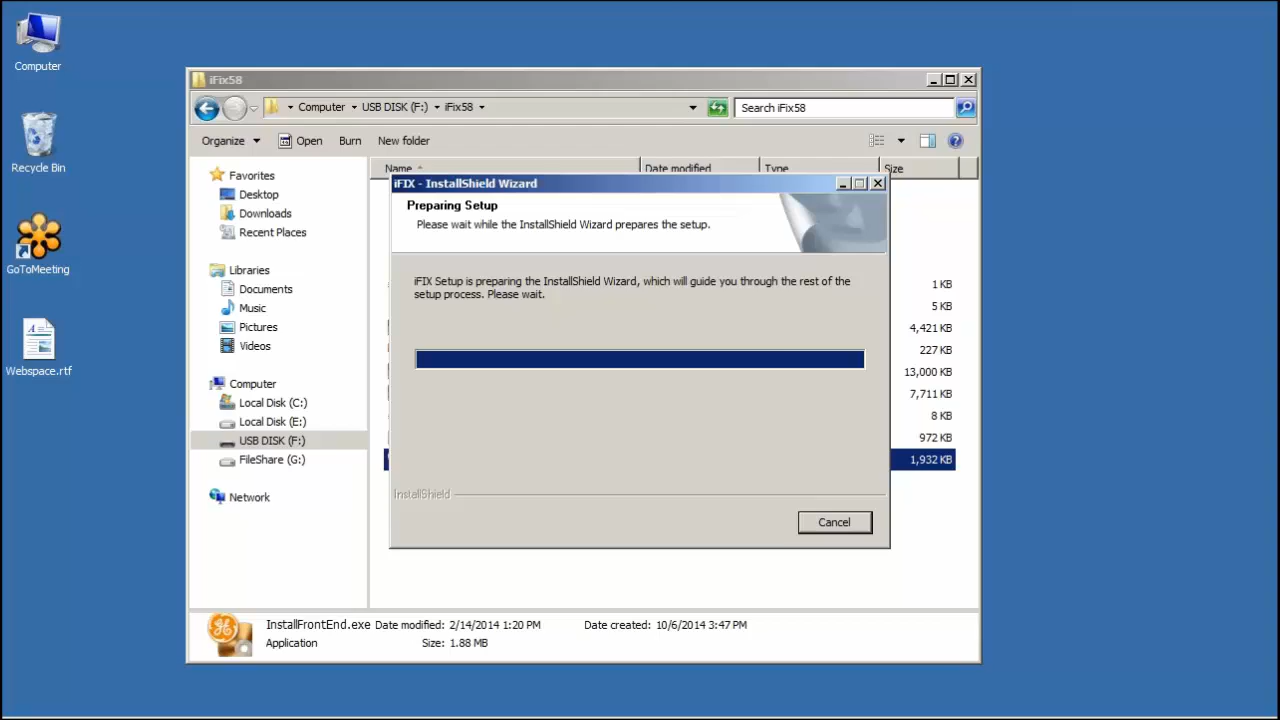 Computer
Recycle Bin
GoToMeeting
Webspace.rtf
iFix58
Computer USB DISK (F:) iFix58
Search iFix58
Organize Open Burn New folder
Favorites
Desktop
Downloads
Recent Places
Libraries
Documents
Music
Pictures
Videos
Computer
Local Disk (C:)
Local Disk (E:)
USB DISK (F:)
FileShare (G:)
Network
Name Date modified Type Size
1 KB
5 KB
4,421 KB
227 KB
13,000 KB
7,711 KB
8 KB
972 KB
1,932 KB
iFIX - InstallShield Wizard
Preparing Setup
Please wait while the InstallShield Wizard prepares the setup.
iFIX Setup is preparing the InstallShield Wizard, which will guide you through the rest of the
setup process. Please wait.
InstallShield
Cancel
InstallFrontEnd.exe Date modified: 2/14/2014 1:20 PM Date created: 10/6/2014 3:47 PM
Application Size: 1.88 MB